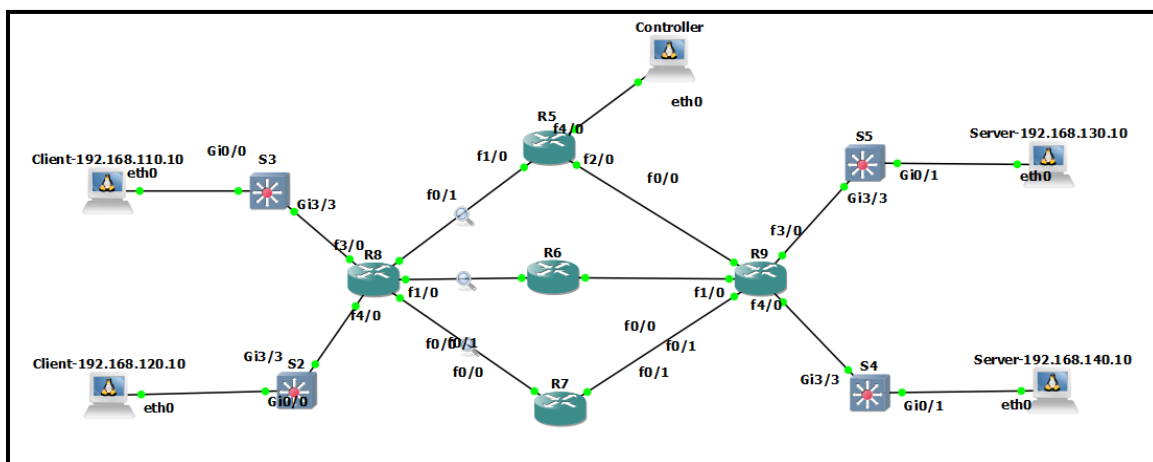 Controller
eth0
R5
f4/0
f1/0
f2/0
f0/0
f0/1
Client-192.168.110.10
eth0
Gi0/0
S3
Gi3/3
f3/0
R8
f1/0
f4/0
R6
S5
Server-192.168.130.10
Gi0/1
eth0
Gi3/3
f3/0
R9
f1/0
f4/0
f0/0
f0/1
f0/0
f0/1
f0/0
f0/1
R7
Client-192.168.120.10
eth0
Gi3/3
S2
Gi0/0
Gi3/3
S4
Server-192.168.140.10
Gi0/1
eth0